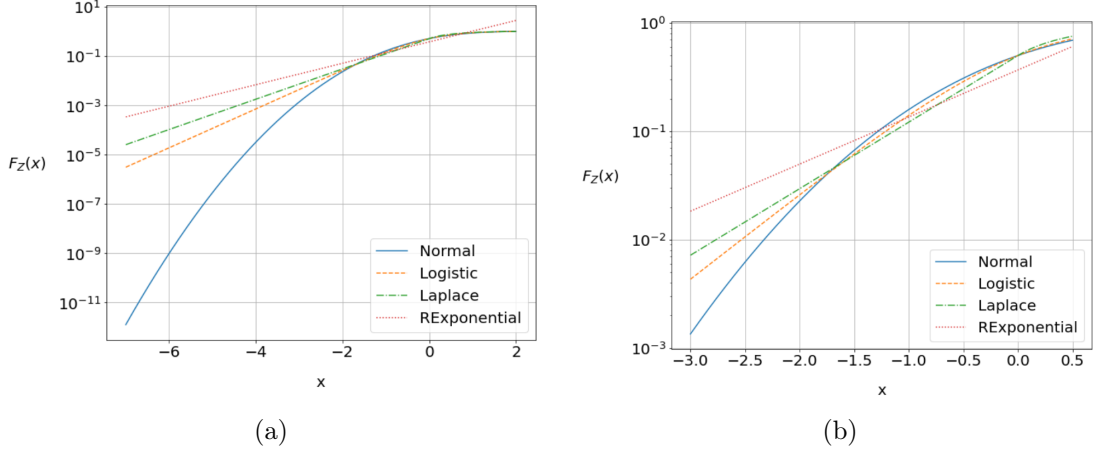 10^1
10^-1
10^-3
10^-5
10^-7
10^-9
10^-11
F_Z(x)
−6
−4
−2
0
2
x
Normal
Logistic
Laplace
RExponential
(a)
10^0
10^-1
10^-2
10^-3
F_Z(x)
−3.0
−2.5
−2.0
−1.5
−1.0
−0.5
0.0
0.5
x
Normal
Logistic
Laplace
RExponential
(b)